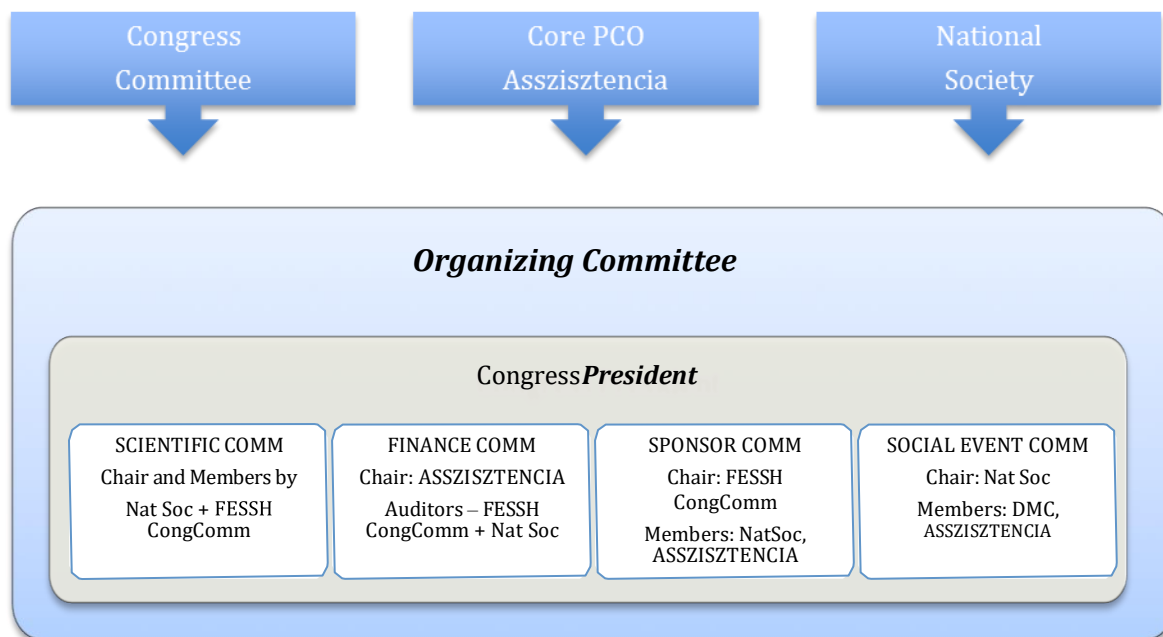 Congress
Committee
Core PCO
Asszisztencia
National
Society
Organizing Committee
CongressPresident
SCIENTIFIC COMM
Chair and Members by
Nat Soc + FESSH
CongComm
FINANCE COMM
Chair: ASSZISZTENCIA
Auditors – FESSH
CongComm + Nat Soc
SPONSOR COMM
Chair: FESSH
CongComm
Members: NatSoc,
ASSZISZTENCIA
SOCIAL EVENT COMM
Chair: Nat Soc
Members: DMC,
ASSZISZTENCIA